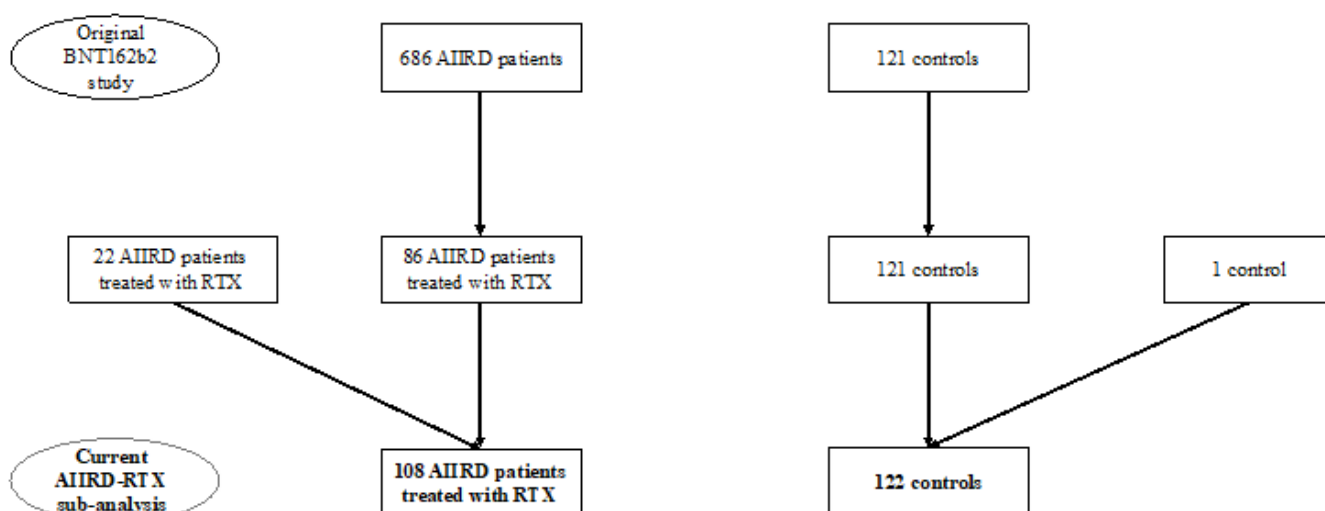 Original
BNT162b2
study
686 AIIRD patients
121 controls
22 AIIRD patients
treated with RTX
86 AIIRD patients
treated with RTX
121 controls
1 control
Current
AIIRD-RTX
sub-analysis
108 AIIRD patients
treated with RTX
122 controls